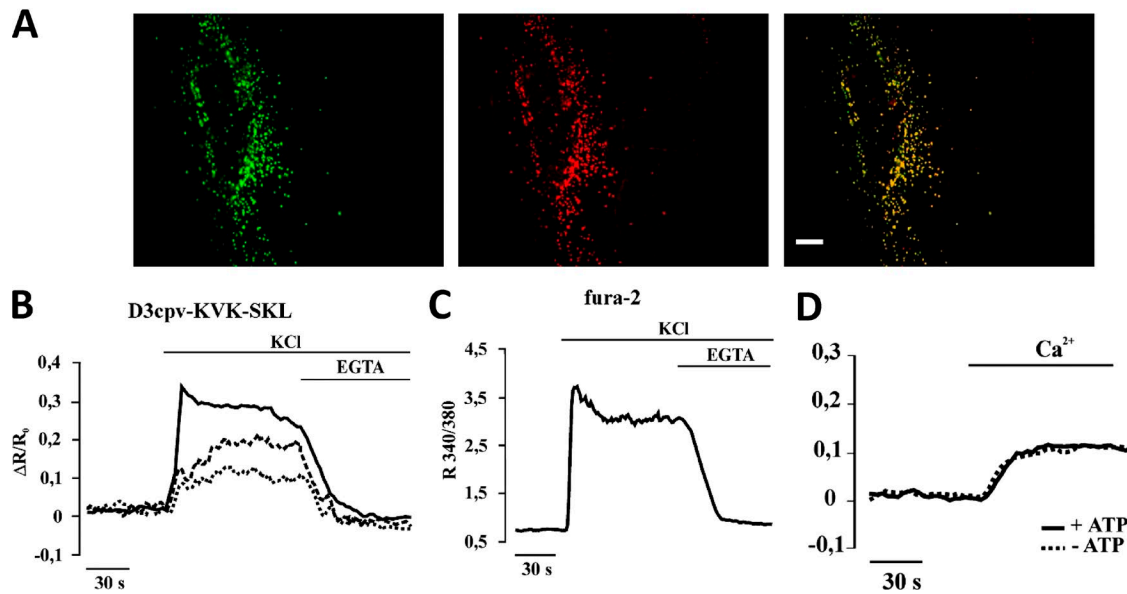 A
B
D3cpv-KVK-SKL
KCl
EGTA
0,4
0,3
0,2
0,1
0
-0,1
ΔR/R₀
30 s
C
fura-2
KCl
EGTA
4,5
3,5
2,5
1,5
0,5
R 340/380
30 s
D
Ca²⁺
0,3
0,2
0,1
0
-0,1
+ ATP
- ATP
30 s